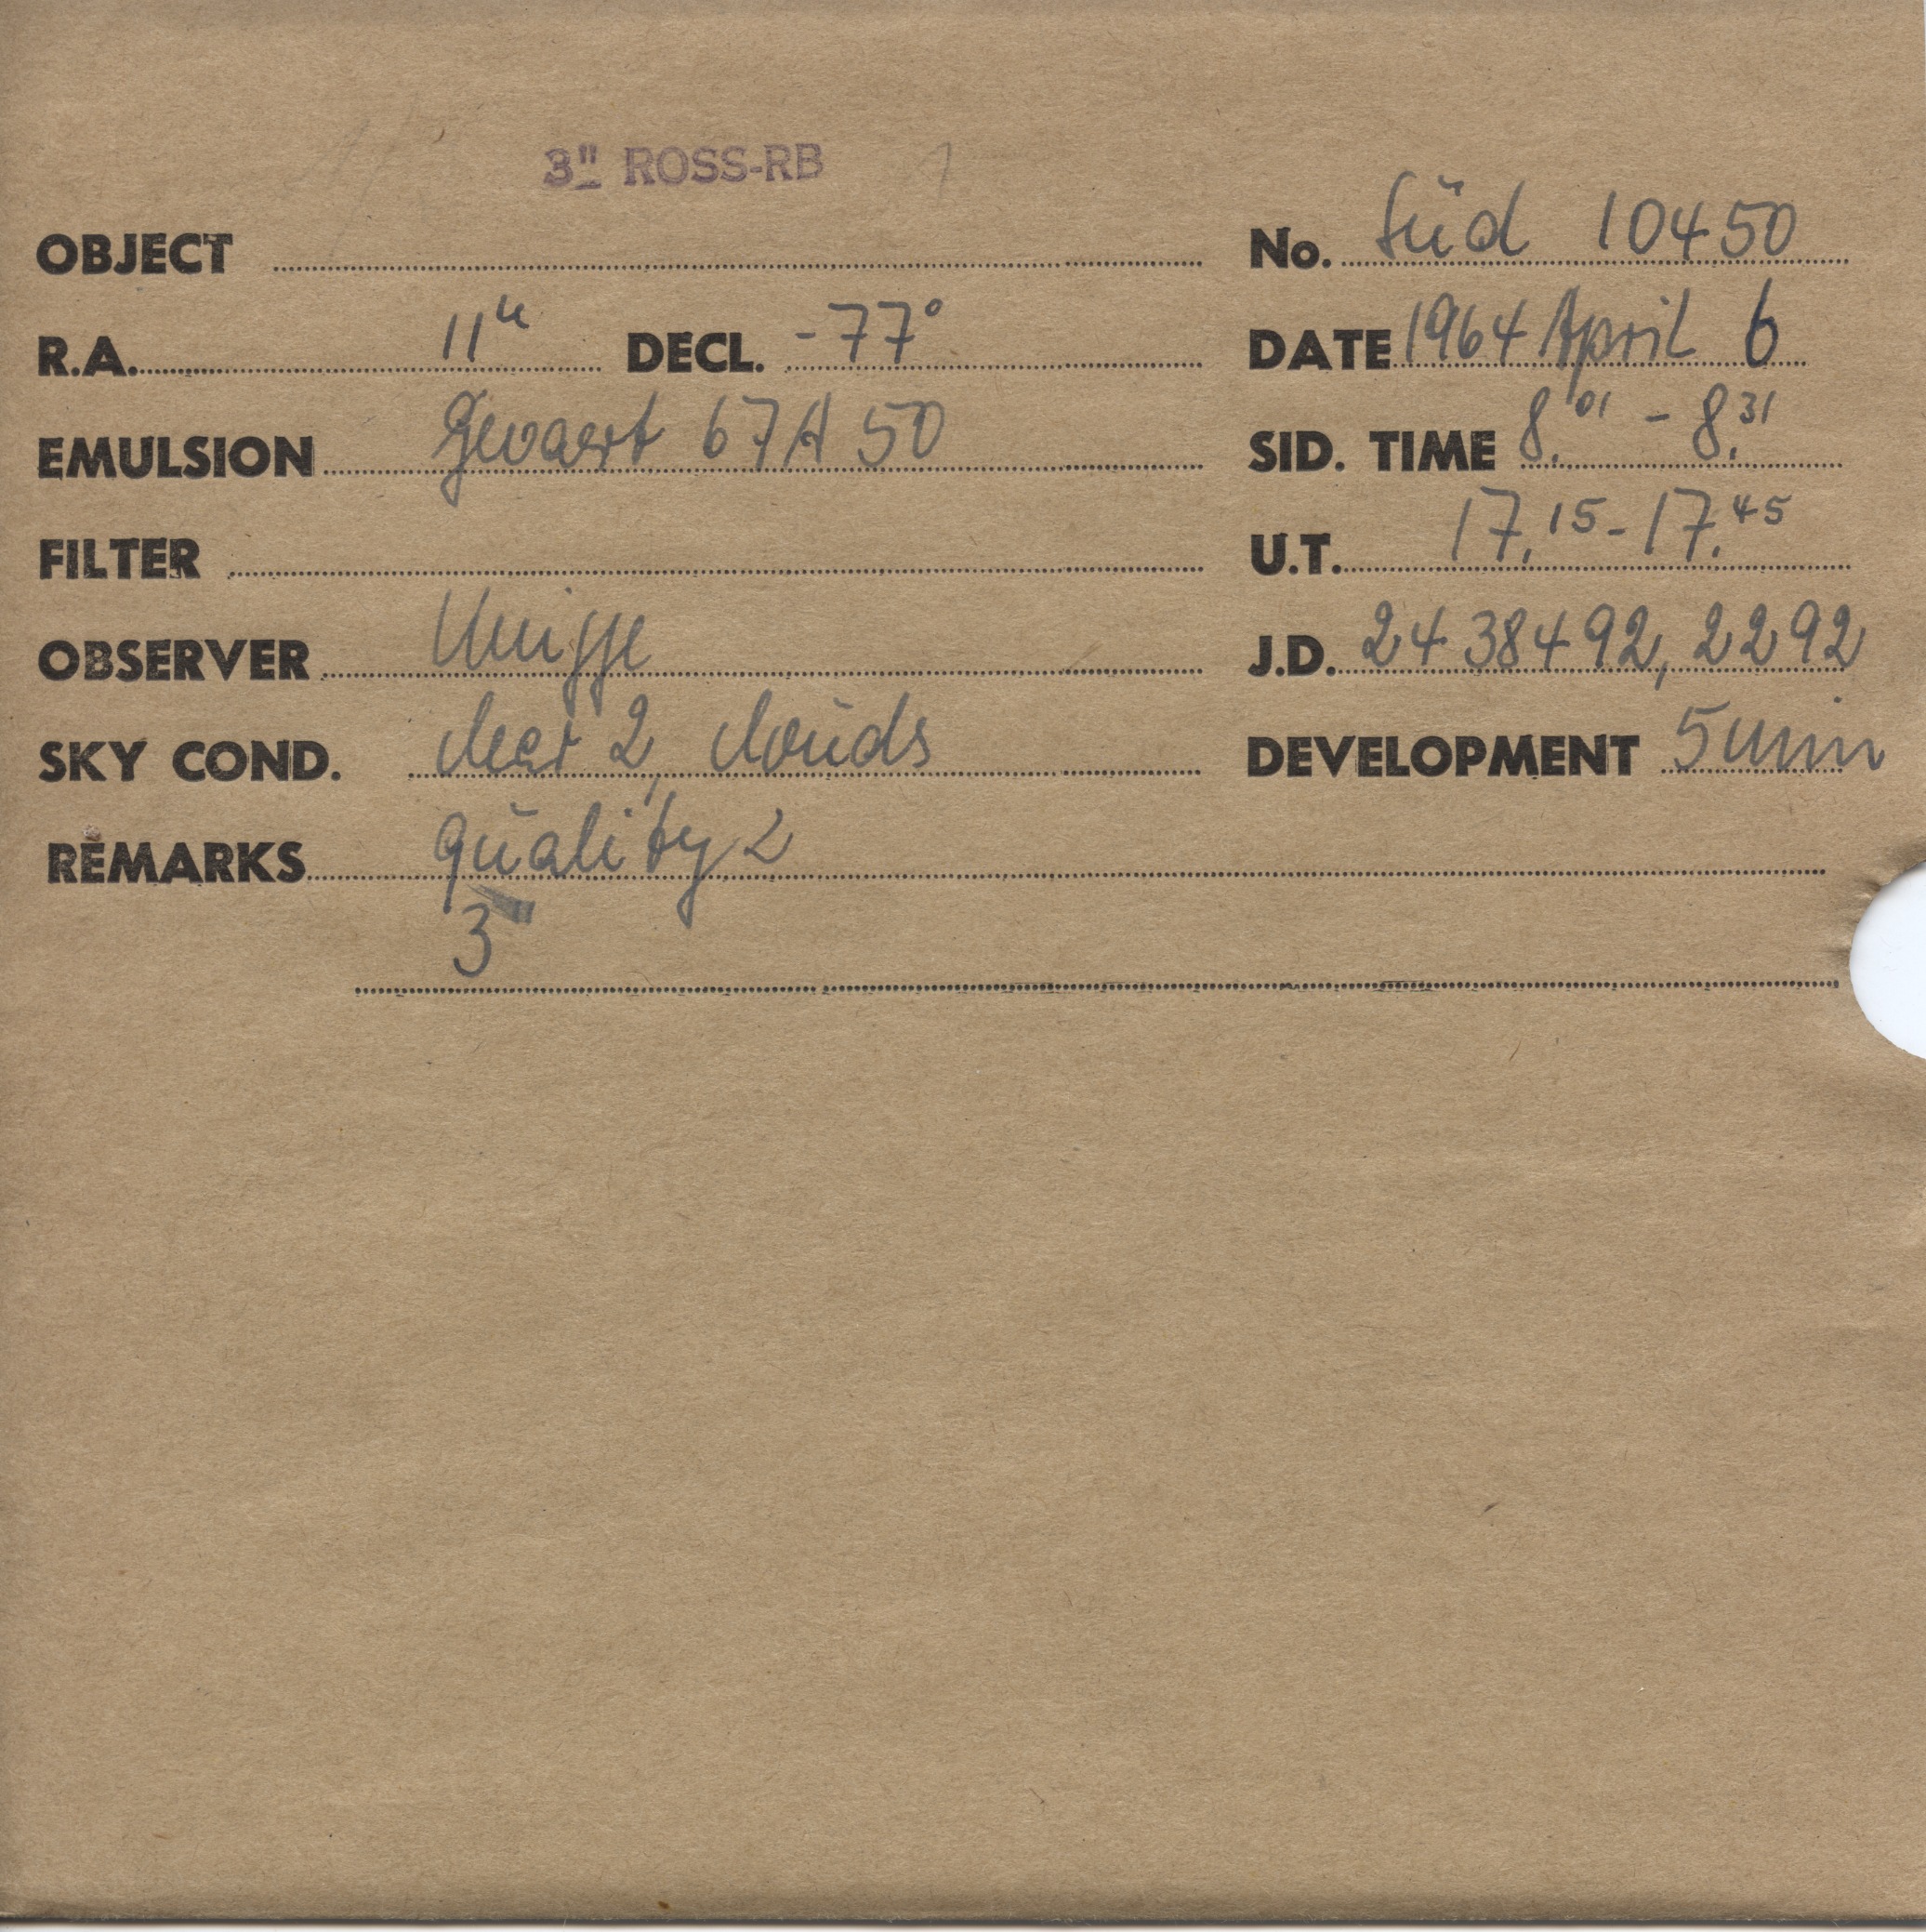 3" ROSS-RB
OBJECT No. Süd 10450
R.A. 11h DECL. -77° DATE 1964 April 6
EMULSION Gevaert 67A50 SID. TIME 8.01 - 8.31
FILTER U.T. 17.15 - 17.45
OBSERVER J.D. 2438492,2292
SKY COND. clear 2, clouds DEVELOPMENT 5 min
REMARKS quality 2
3